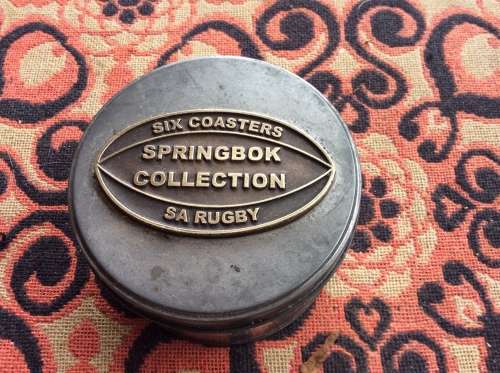 SIX COASTERS
SPRINGBOK
COLLECTION
SA RUGBY